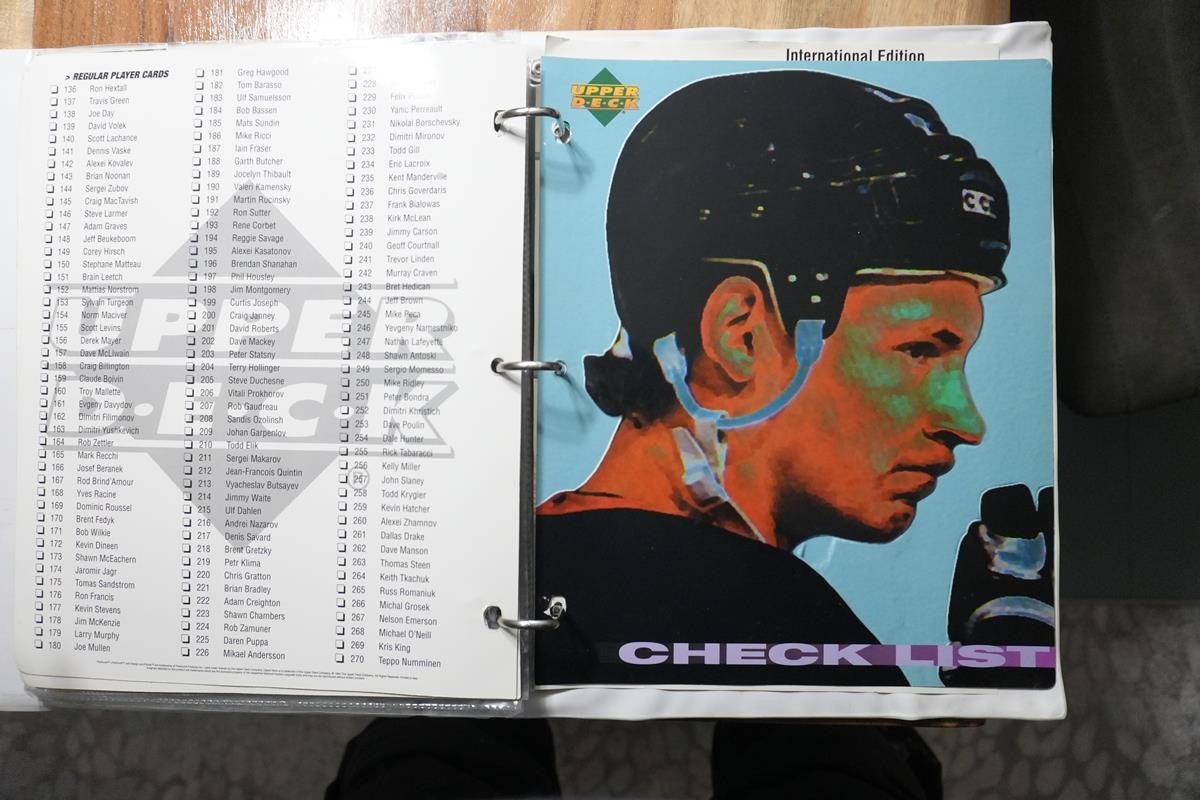 > REGULAR PLAYER CARDS
136 Ron Hextall
137 Travis Green
138 Joe Day
139 David Volek
140 Scott Lachance
141 Dennis Vaske
142 Alexei Kovalev
143 Brian Noonan
144 Sergei Zubov
145 Craig MacTavish
146 Steve Larmer
147 Adam Graves
148 Jeff Beukeboom
149 Corey Hirsch
150 Stephane Matteau
151 Brain Leetch
152 Mattias Norstrom
153 Sylvain Turgeon
154 Norm Maciver
155 Scott Levins
156 Derek Mayer
157 Dave McLlwain
158 Craig Billington
159 Claude Boivin
160 Troy Mallette
161 Evgeny Davydov
162 Dimitri Filimonov
163 Dimitri Yushkevich
164 Rob Zettler
165 Mark Recchi
166 Josef Beranek
167 Rod Brind'Amour
168 Yves Racine
169 Dominic Roussel
170 Brent Fedyk
171 Bob Wilkie
172 Kevin Dineen
173 Shawn McEachern
174 Jaromir Jagr
175 Tomas Sandstrom
176 Ron Francis
177 Kevin Stevens
178 Jim McKenzie
179 Larry Murphy
180 Joe Mullen
181 Greg Hawgood
182 Tom Barasso
183 Ulf Samuelsson
184 Bob Bassen
185 Mats Sundin
186 Mike Ricci
187 Iain Fraser
188 Garth Butcher
189 Jocelyn Thibault
190 Valeri Kamensky
191 Martin Rucinsky
192 Ron Sutter
193 Rene Corbet
194 Reggie Savage
195 Alexei Kasatonov
196 Brendan Shanahan
197 Phil Housley
198 Jim Montgomery
199 Curtis Joseph
200 Craig Janney
201 David Roberts
202 Dave Mackey
203 Peter Statsny
204 Terry Hollinger
205 Steve Duchesne
206 Vitali Prokhorov
207 Rob Gaudreau
208 Sandis Ozolinsh
209 Johan Garpenlov
210 Todd Elik
211 Sergei Makarov
212 Jean-Francois Quintin
213 Vyacheslav Butsayev
214 Jimmy Waite
215 Ulf Dahlen
216 Andrei Nazarov
217 Denis Savard
218 Brent Gretzky
219 Petr Klima
220 Chris Gratton
221 Brian Bradley
222 Adam Creighton
223 Shawn Chambers
224 Rob Zamuner
225 Daren Puppa
226 Mikael Andersson
228
229
230 Yanic Perreault
231 Nikolai Borschevsky
232 Dimitri Mironov
233 Todd Gill
234 Eric Lacroix
235 Kent Manderville
236 Chris Goverdaris
237 Frank Bialowas
238 Kirk McLean
239 Jimmy Carson
240 Geoff Courtnall
241 Trevor Linden
242 Murray Craven
243 Bret Hedican
244 Jeff Brown
245 Mike Peca
246 Yevgeny Namestniko
247 Nathan Lafeyette
248 Shawn Antoski
249 Sergio Momesso
250 Mike Ridley
251 Peter Bondra
252 Dimitri Khristich
253 Dave Poulin
254 Dale Hunter
255 Rick Tabaracci
256 Kelly Miller
257 John Slaney
258 Todd Krygier
259 Kevin Hatcher
260 Alexei Zhamnov
261 Dallas Drake
262 Dave Manson
263 Thomas Steen
264 Keith Tkachuk
265 Russ Romaniuk
266 Michal Grosek
267 Nelson Emerson
268 Michael O'Neill
269 Kris King
270 Teppo Numminen
UPPER
D·E·C·K
®
International Edition
UPPER
D·E·C·K
CHECK LIST